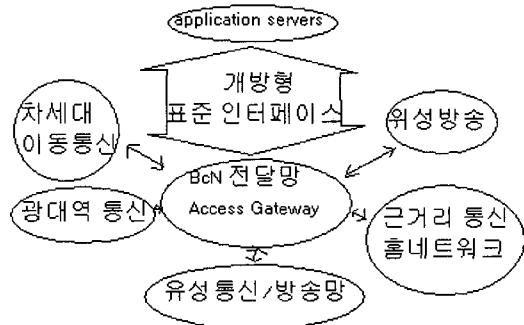 application servers
개방형
표준 인터페이스
차세대
이동통신
위성방송
BcN 전달망
Access Gateway
광대역 통신
근거리 통신
홈네트워크
유성통신/방송망